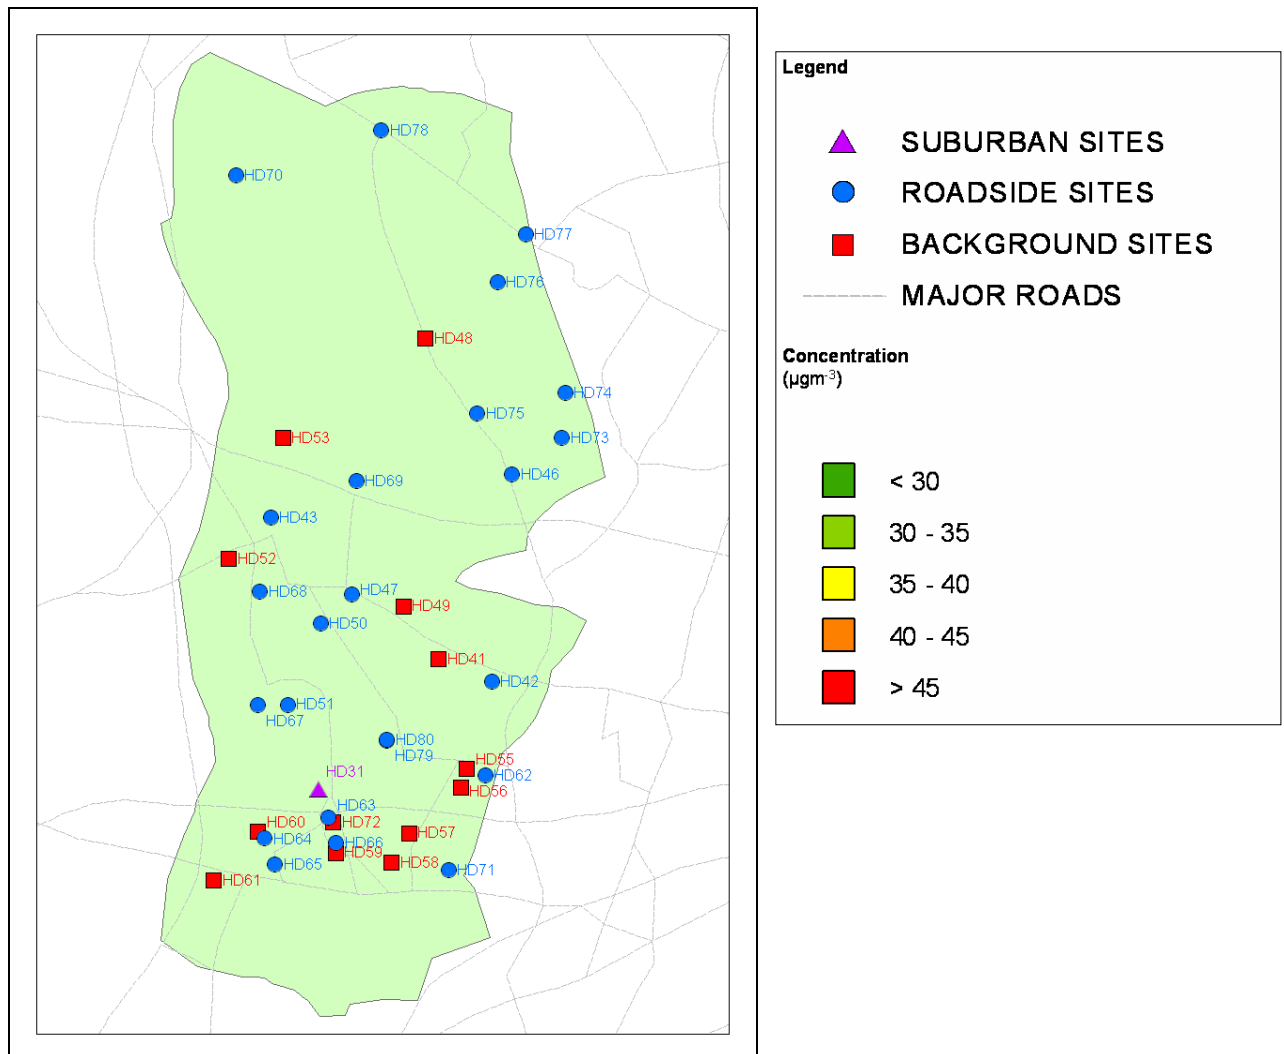 Legend
SUBURBAN SITES
ROADSIDE SITES
BACKGROUND SITES
MAJOR ROADS
Concentration
(µgm-3)
< 30
30 - 35
35 - 40
40 - 45
> 45
HD78
HD70
HD77
HD76
HD48
HD74
HD75
HD53
HD73
HD46
HD69
HD43
HD52
HD68
HD47
HD49
HD50
HD41
HD42
HD51
HD67
HD80
HD79
HD55
HD31
HD62
HD56
HD63
HD60
HD72
HD57
HD64
HD66
HD59
HD58
HD65
HD71
HD61